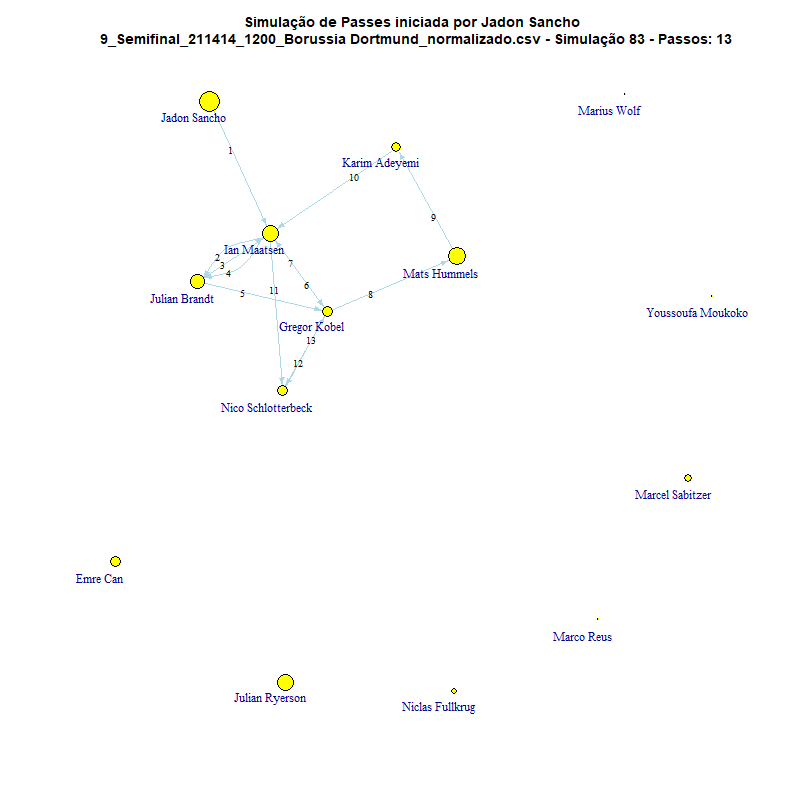 Simulação de Passes iniciada por Jadon Sancho
9_Semifinal_211414_1200_Borussia Dortmund_normalizado.csv - Simulação 83 - Passos: 13
Marius Wolf
Jadon Sancho
1
Karim Adeyemi
10
9
Ian Maatsen
2
3
4
7
Mats Hummels
6
11
5
8
Julian Brandt
Youssoufa Moukoko
Gregor Kobel
13
12
Nico Schlotterbeck
Marcel Sabitzer
Emre Can
Marco Reus
Julian Ryerson
Niclas Fullkrug